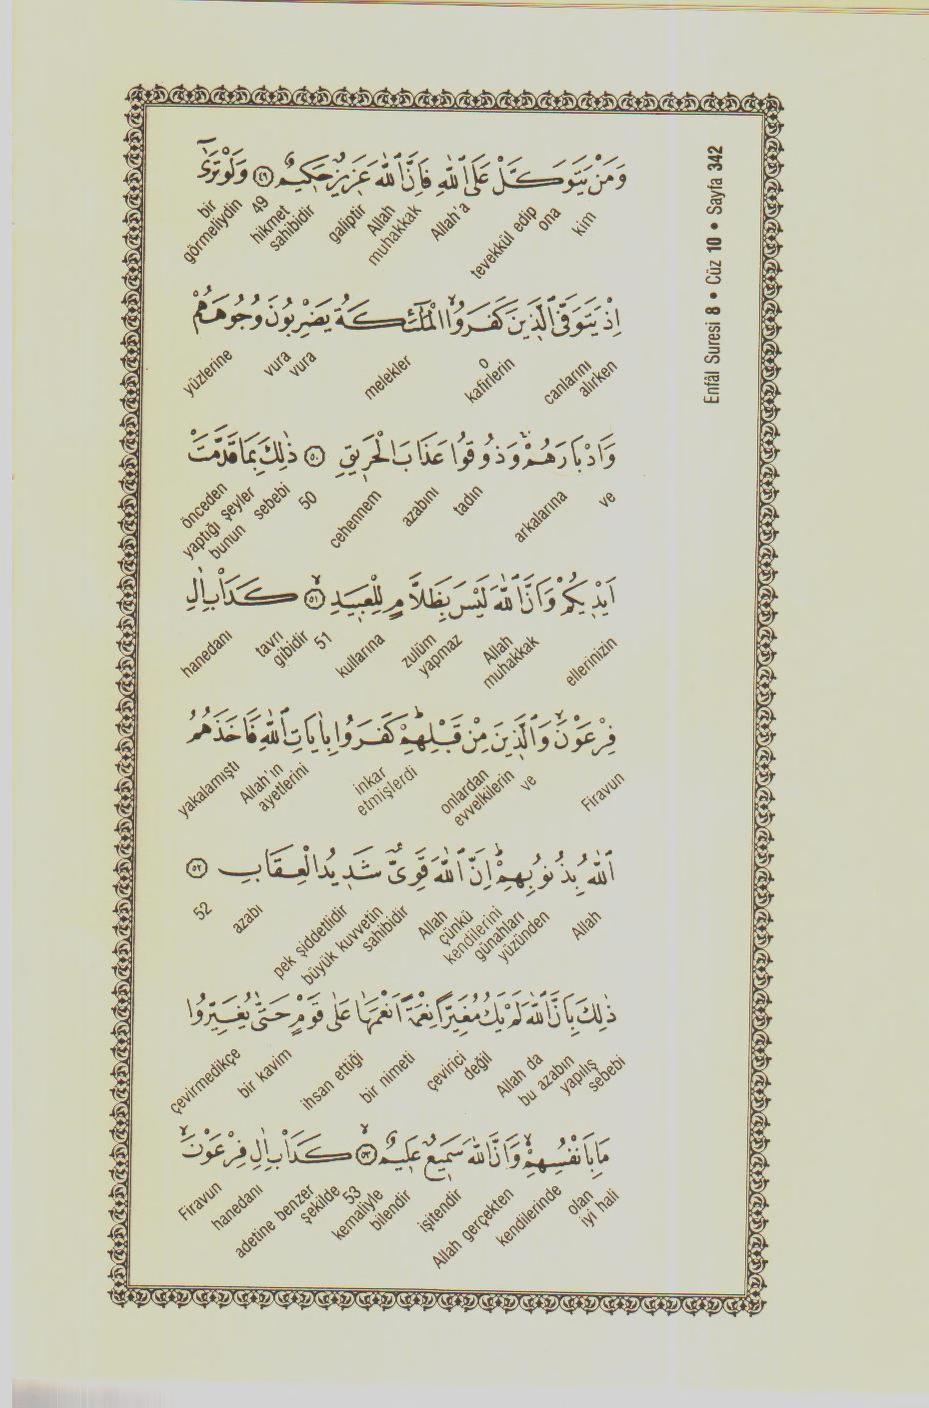 Enfâl Suresi 8 • Cüz 10 • Sayfa 342
وَمَنْ يَتَوَكَّلْ عَلَى اللّٰهِ فَاِنَّ اللّٰهَ عَزٖيزٌ حَكٖيمٌ ﴿٤٩﴾ وَلَوْ تَرٰٓى
kim ona tevekkül edip Allah'a muhakkak Allah galiptir hikmet sahibidir 49 bir görmeliydin
اِذْ يَتَوَفَّى الَّذٖينَ كَفَرُواۙ الْمَلٰٓئِكَةُ يَضْرِبُونَ وُجُوهَهُمْ
canlarını alırken o kafirlerin melekler vura vura yüzlerine
وَاَدْبَارَهُمْۚ وَذُوقُوا عَذَابَ الْحَرٖيقِ ﴿٥٠﴾ ذٰلِكَ بِمَا قَدَّمَتْ
ve arkalarına tadın azabını cehennem 50 bunun sebebi önceden yaptığı şeyler
اَيْدٖيكُمْ وَاَنَّ اللّٰهَ لَيْسَ بِظَلَّامٍ لِلْعَبٖيدِۙ ﴿٥١﴾ كَدَأْبِ اٰلِ
ellerinizin muhakkak Allah zulüm yapmaz kullarına 51 tavrı gibidir hanedanı
فِرْعَوْنَۙ وَالَّذٖينَ مِنْ قَبْلِهِمْؕ كَفَرُوا بِاٰيَاتِ اللّٰهِ فَاَخَذَهُمُ
Firavun ve onlardan evvelkilerin inkar etmişlerdi Allah'ın ayetlerini yakalamıştı
اللّٰهُ بِذُنُوبِهِمْؕ اِنَّ اللّٰهَ قَوِىٌّ شَدٖيدُ الْعِقَابِ ﴿٥٢﴾
Allah kendilerini günahları yüzünden çünkü Allah büyük kuvvetin sahibidir pek şiddetlidir azabı 52
ذٰلِكَ بِاَنَّ اللّٰهَ لَمْ يَكُ مُغَيِّرًا نِعْمَةً اَنْعَمَهَا عَلٰى قَوْمٍ حَتّٰى يُغَيِّرُوا
bu azabın yapılış sebebi Allah da değil çevirici bir nimeti ihsan ettiği bir kavim çevirmedikçe
مَا بِاَنْفُسِهِمْۙ وَاَنَّ اللّٰهَ سَمٖيعٌ عَلٖيمٌۙ ﴿٥٣﴾ كَدَأْبِ اٰلِ فِرْعَوْنَۙ
olan iyi hali kendilerinde Allah gerçekten işitendir kemaliyle bilendir 53 adetine benzer şekilde hanedanı Firavun